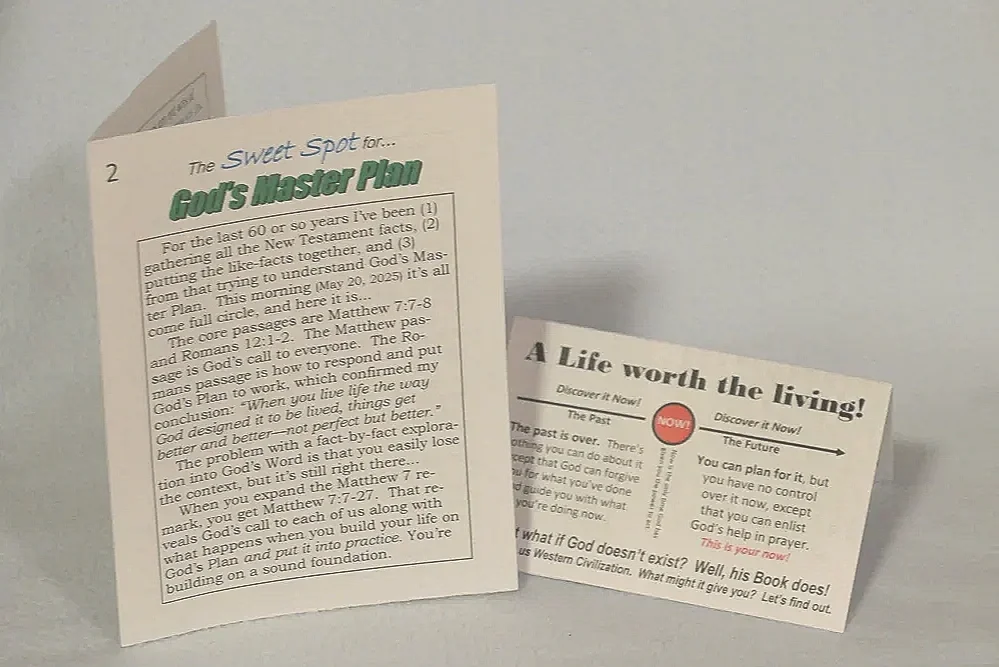 2
The Sweet Spot for...
God's Master Plan
For the last 60 or so years I've been (1)
gathering all the New Testament facts, (2)
putting the like-facts together, and (3)
from that trying to understand God's Mas-
ter Plan. This morning (May 20, 2025) it's all
come full circle, and here it is...
The core passages are Matthew 7:7-8
and Romans 12:1-2. The Matthew pas-
sage is God's call to everyone. The Ro-
mans passage is how to respond and put
God's Plan to work, which confirmed my
conclusion: "When you live life the way
God designed it to be lived, things get
better and better—not perfect but better."
The problem with a fact-by-fact explora-
tion into God's Word is that you easily lose
the context, but it's still right there...
When you expand the Matthew 7 re-
mark, you get Matthew 7:7-27. That re-
veals God's call to each of us along with
what happens when you build your life on
God's Plan and put it into practice. You're
building on a sound foundation.
A Life worth the living!
Discover it Now!
The Past
NOW!
Discover it Now!
The Future
The past is over. There's
othing you can do about it
cept that God can forgive
u for what you've done
d guide you with what
you're doing now.
Now is the only time God has
given you the power to act.
You can plan for it, but
you have no control
over it now, except
that you can enlist
God's help in prayer.
This is your now!
t what if God doesn't exist? Well, his Book does!
us Western Civilization. What might it give you? Let's find out.